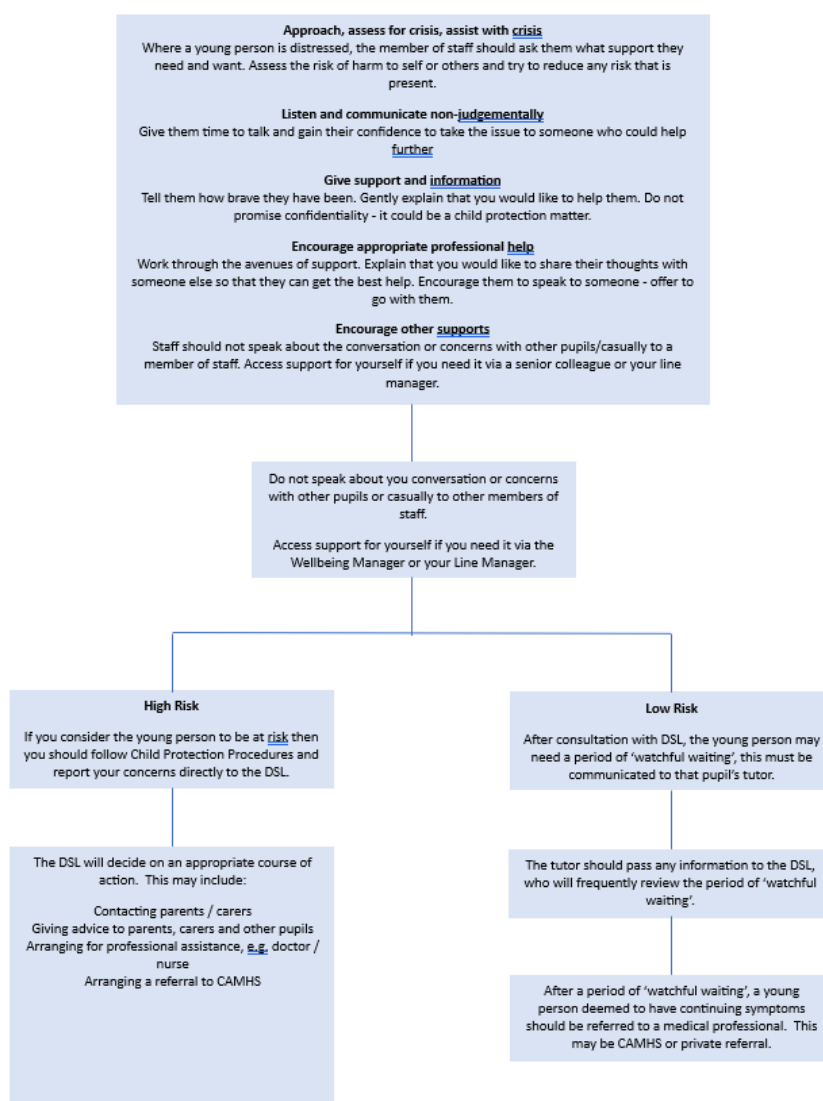 Approach, assess for crisis, assist with crisis
Where a young person is distressed, the member of staff should ask them what support they
need and want. Assess the risk of harm to self or others and try to reduce any risk that is
present.
Listen and communicate non-judgementally
Give them time to talk and gain their confidence to take the issue to someone who could help
further
Give support and information
Tell them how brave they have been. Gently explain that you would like to help them. Do not
promise confidentiality - it could be a child protection matter.
Encourage appropriate professional help
Work through the avenues of support. Explain that you would like to share their thoughts with
someone else so that they can get the best help. Encourage them to speak to someone - offer to
go with them.
Encourage other supports
Staff should not speak about the conversation or concerns with other pupils/casually to a
member of staff. Access support for yourself if you need it via a senior colleague or your line
manager.
Do not speak about you conversation or concerns
with other pupils or casually to other members of
staff.
Access support for yourself if you need it via the
Wellbeing Manager or your Line Manager.
High Risk
If you consider the young person to be at risk then
you should follow Child Protection Procedures and
report your concerns directly to the DSL.
The DSL will decide on an appropriate course of
action.  This may include:
Contacting parents / carers
Giving advice to parents, carers and other pupils
Arranging for professional assistance, e.g. doctor /
nurse
Arranging a referral to CAMHS
Low Risk
After consultation with DSL, the young person may
need a period of ‘watchful waiting’, this must be
communicated to that pupil’s tutor.
The tutor should pass any information to the DSL,
who will frequently review the period of ‘watchful
waiting’.
After a period of ‘watchful waiting’, a young
person deemed to have continuing symptoms
should be referred to a medical professional.  This
may be CAMHS or private referral.